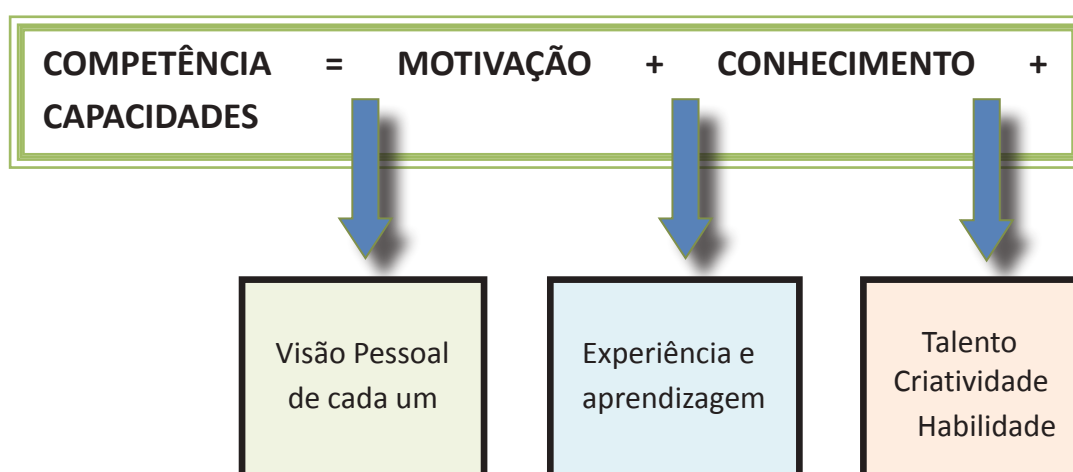 COMPETÊNCIA = MOTIVAÇÃO + CONHECIMENTO +
CAPACIDADES
Visão Pessoal
de cada um
Experiência e
aprendizagem
Talento
Criatividade
Habilidade